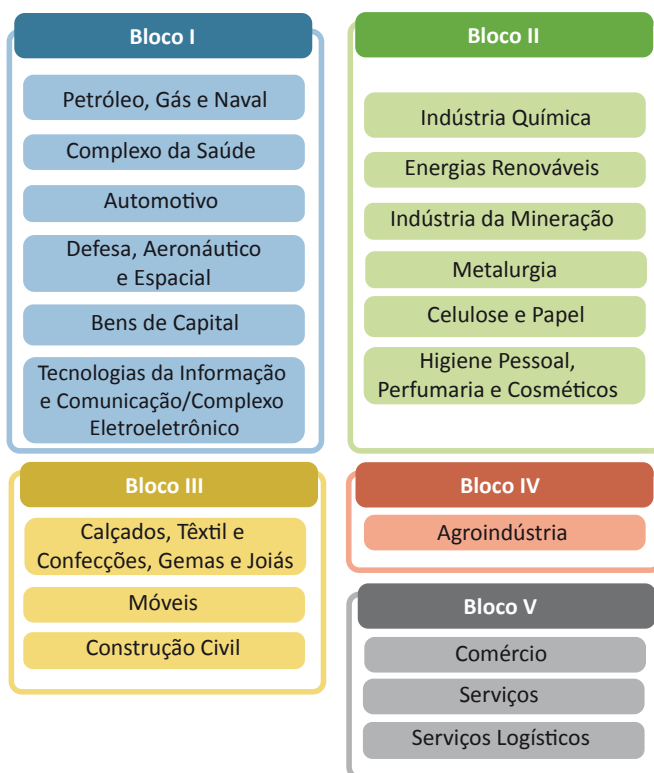 Bloco I
Petróleo, Gás e Naval
Complexo da Saúde
Automotivo
Defesa, Aeronáutico
e Espacial
Bens de Capital
Tecnologias da Informação
e Comunicação/Complexo
Eletroeletrônico
Bloco II
Indústria Química
Energias Renováveis
Indústria da Mineração
Metalurgia
Celulose e Papel
Higiene Pessoal,
Perfumaria e Cosméticos
Bloco III
Calçados, Têxtil e
Confecções, Gemas e Joiás
Móveis
Construção Civil
Bloco IV
Agroindústria
Bloco V
Comércio
Serviços
Serviços Logísticos